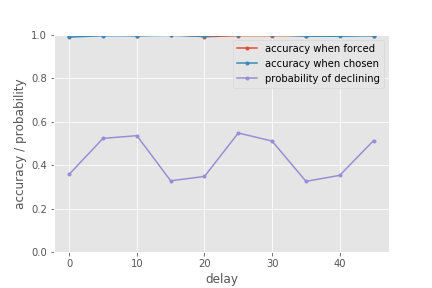 1.0
0.8
0.6
0.4
0.2
0.0
accuracy / probability
accuracy when forced
accuracy when chosen
probability of declining
0 10 20 30 40
delay